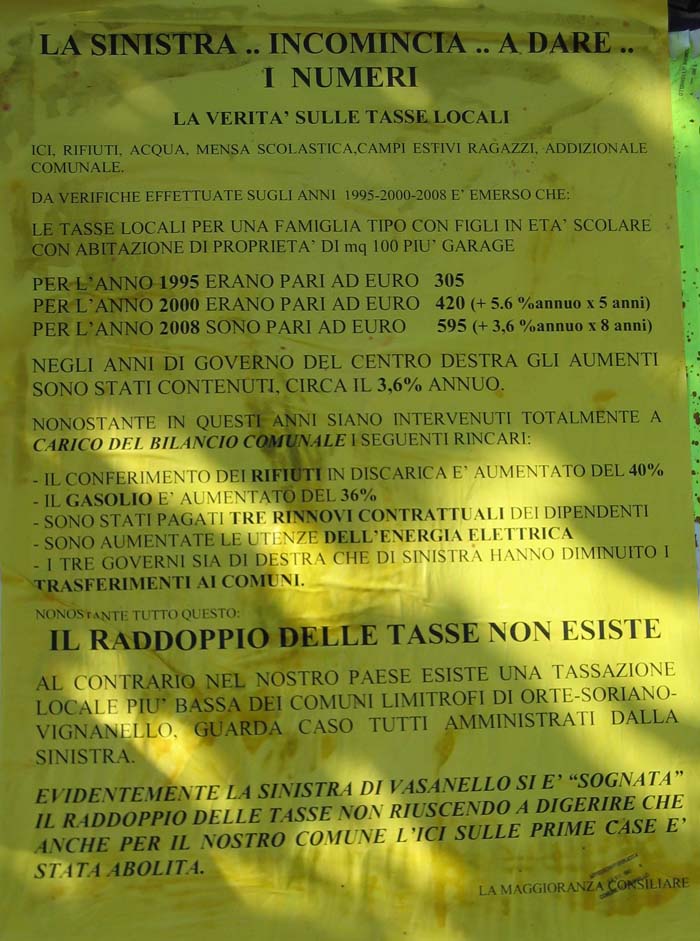 LA SINISTRA .. INCOMINCIA .. A DARE ..
I NUMERI
LA VERITA' SULLE TASSE LOCALI
ICI, RIFIUTI, ACQUA, MENSA SCOLASTICA,CAMPI ESTIVI RAGAZZI, ADDIZIONALE
COMUNALE.
DA VERIFICHE EFFETTUATE SUGLI ANNI 1995-2000-2008 E' EMERSO CHE:
LE TASSE LOCALI PER UNA FAMIGLIA TIPO CON FIGLI IN ETA' SCOLARE
CON ABITAZIONE DI PROPRIETA' DI mq 100 PIU' GARAGE
PER L'ANNO 1995 ERANO PARI AD EURO 305
PER L'ANNO 2000 ERANO PARI AD EURO 420 (+ 5.6 %annuo x 5 anni)
PER L'ANNO 2008 SONO PARI AD EURO 595 (+ 3,6 %annuo x 8 anni)
NEGLI ANNI DI GOVERNO DEL CENTRO DESTRA GLI AUMENTI
SONO STATI CONTENUTI, CIRCA IL 3,6% ANNUO.
NONOSTANTE IN QUESTI ANNI SIANO INTERVENUTI TOTALMENTE A
CARICO DEL BILANCIO COMUNALE I SEGUENTI RINCARI:
- IL CONFERIMENTO DEI RIFIUTI IN DISCARICA E' AUMENTATO DEL 40%
- IL GASOLIO E' AUMENTATO DEL 36%
- SONO STATI PAGATI TRE RINNOVI CONTRATTUALI DEI DIPENDENTI
- SONO AUMENTATE LE UTENZE DELL'ENERGIA ELETTRICA
- I TRE GOVERNI SIA DI DESTRA CHE DI SINISTRA HANNO DIMINUITO I
TRASFERIMENTI AI COMUNI.
NONOSTANTE TUTTO QUESTO:
IL RADDOPPIO DELLE TASSE NON ESISTE
AL CONTRARIO NEL NOSTRO PAESE ESISTE UNA TASSAZIONE
LOCALE PIU' BASSA DEI COMUNI LIMITROFI DI ORTE-SORIANO-
VIGNANELLO, GUARDA CASO TUTTI AMMINISTRATI DALLA
SINISTRA.
EVIDENTEMENTE LA SINISTRA DI VASANELLO SI E' "SOGNATA"
IL RADDOPPIO DELLE TASSE NON RIUSCENDO A DIGERIRE CHE
ANCHE PER IL NOSTRO COMUNE L'ICI SULLE PRIME CASE E'
STATA ABOLITA.
LA MAGGIORANZA CONSILIARE